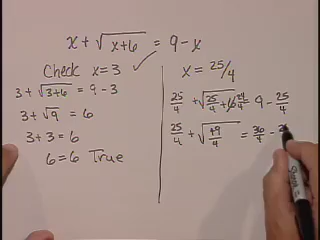 x + √(x+6) = 9 - x
Check x = 3 ✓
3 + √(3+6) = 9 - 3
3 + √9 = 6
3 + 3 = 6
6 = 6 True
x = 25/4
25/4 + √(25/4 + 6 24/4) = 9 - 25/4
25/4 + √(49/4) = 36/4 - 25